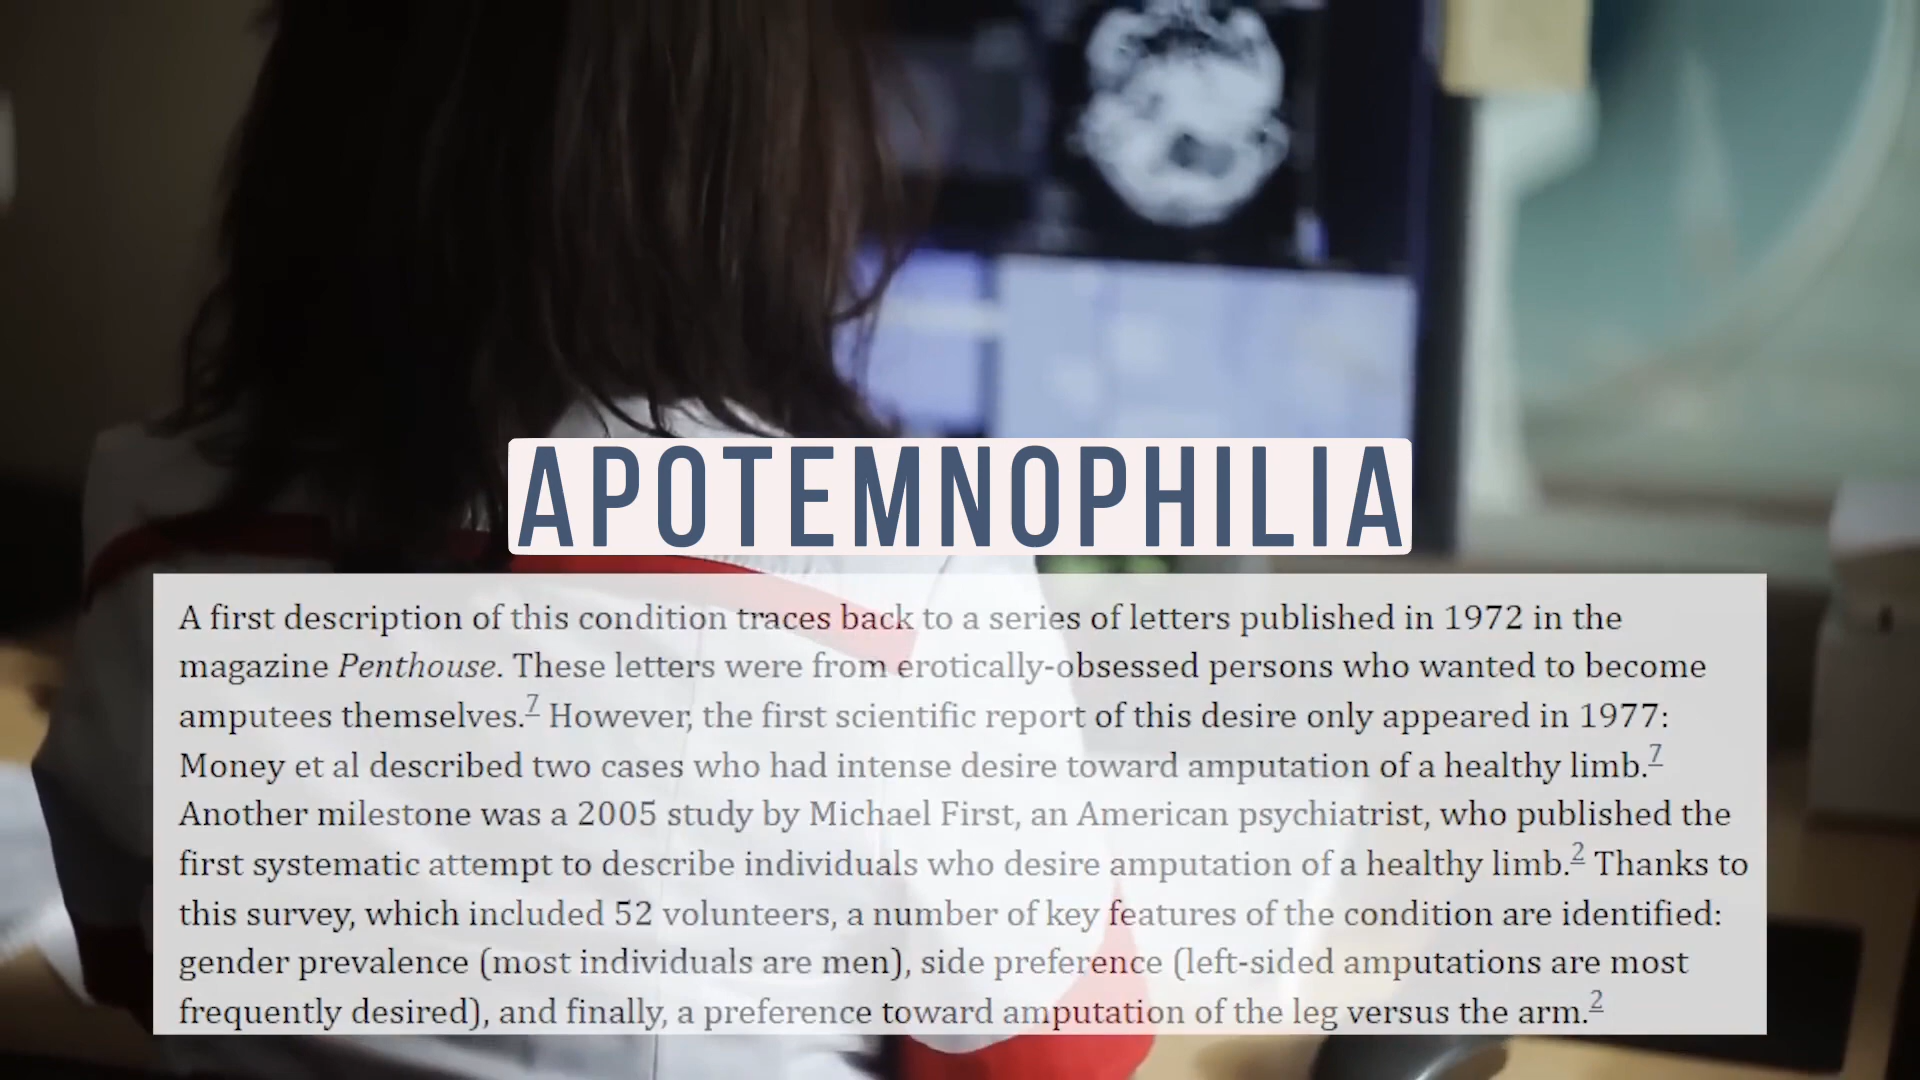 APOTEMNOPHILIA
A first description of this condition traces back to a series of letters published in 1972 in the
magazine Penthouse. These letters were from erotically-obsessed persons who wanted to become
amputees themselves.7 However, the first scientific report of this desire only appeared in 1977:
Money et al described two cases who had intense desire toward amputation of a healthy limb.7
Another milestone was a 2005 study by Michael First, an American psychiatrist, who published the
first systematic attempt to describe individuals who desire amputation of a healthy limb.2 Thanks to
this survey, which included 52 volunteers, a number of key features of the condition are identified:
gender prevalence (most individuals are men), side preference (left-sided amputations are most
frequently desired), and finally, a preference toward amputation of the leg versus the arm.2